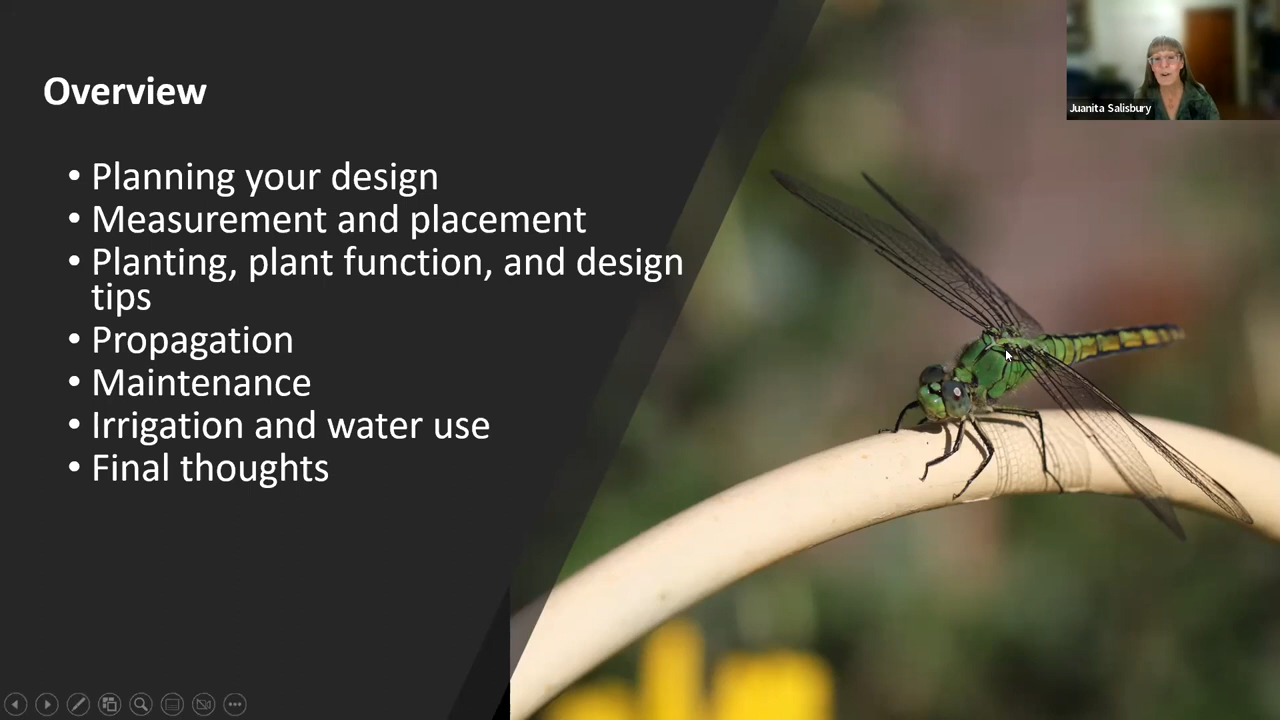 Overview
• Planning your design
• Measurement and placement
• Planting, plant function, and design
tips
• Propagation
• Maintenance
• Irrigation and water use
• Final thoughts
Juanita Salisbury